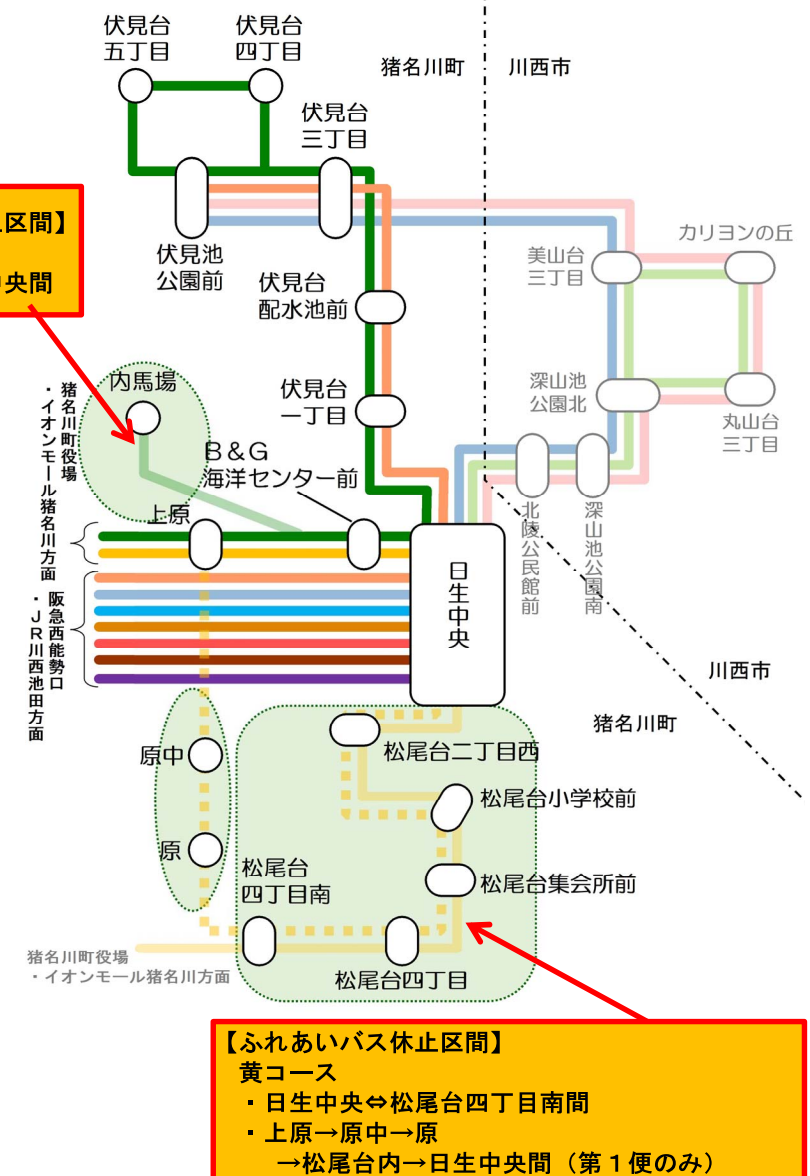 伏見台
五丁目
伏見台
四丁目
猪名川町
川西市
伏見台
三丁目
区間】
央間
伏見池
公園前
伏見台
配水池前
美山台
三丁目
カリヨンの丘
内馬場
伏見台
一丁目
深山池
公園北
丸山台
三丁目
猪名川町役場
・イオンモール猪名川方面
B&G
海洋センター前
上原
日生中央
北陵公民館前
深山池公園南
阪急西能勢口
・JR川西池田方面
川西市
猪名川町
原中
松尾台二丁目西
松尾台小学校前
原
松尾台
四丁目南
松尾台集会所前
猪名川町役場
・イオンモール猪名川方面
松尾台四丁目
【ふれあいバス休止区間】
黄コース
・日生中央⇔松尾台四丁目南間
・上原→原中→原
→松尾台内→日生中央間(第1便のみ)